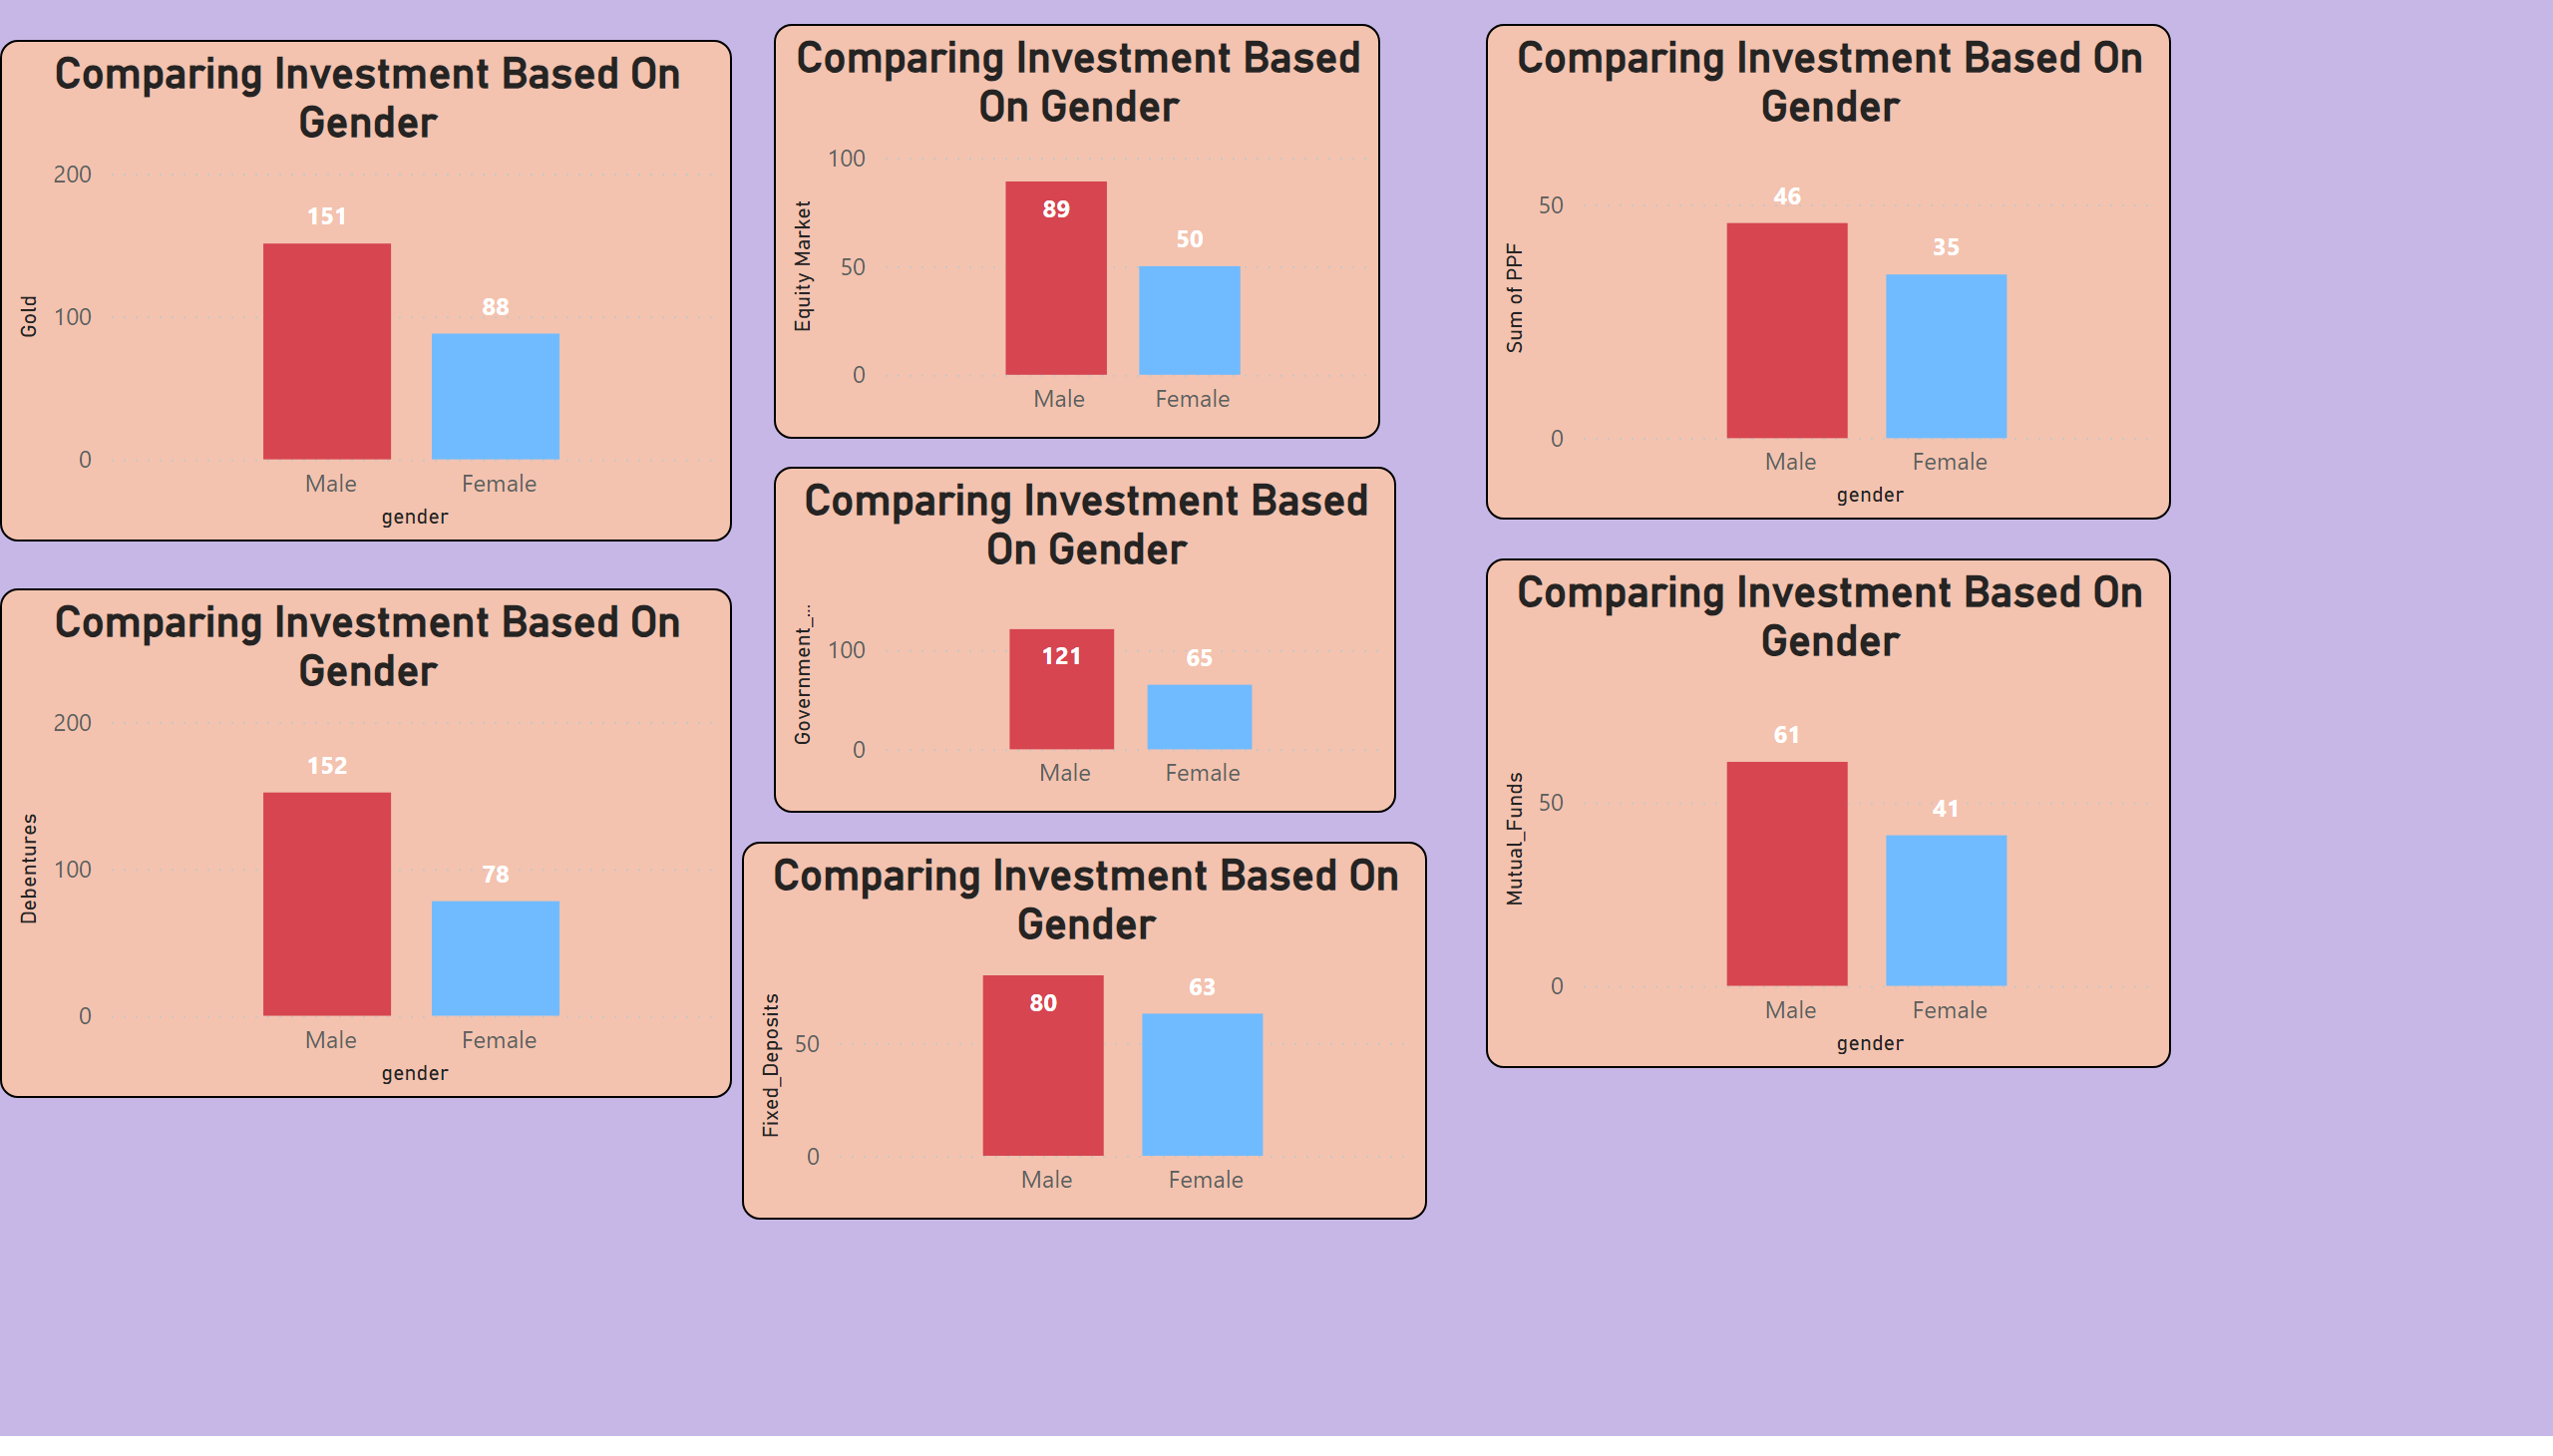 Comparing Investment Based On
Gender
200
151
100
88
0
Gold
Male Female
gender
Comparing Investment Based On
Gender
200
152
100
78
0
Debentures
Male Female
gender
Comparing Investment Based
On Gender
100
89
50
50
0
Equity Market
Male Female
Comparing Investment Based
On Gender
Government_...
100
121
65
0
Male Female
Comparing Investment Based On
Gender
80
63
50
0
Fixed_Deposits
Male Female
Comparing Investment Based On
Gender
50
46
35
0
Sum of PPF
Male Female
gender
Comparing Investment Based On
Gender
61
50
41
0
Mutual_Funds
Male Female
gender